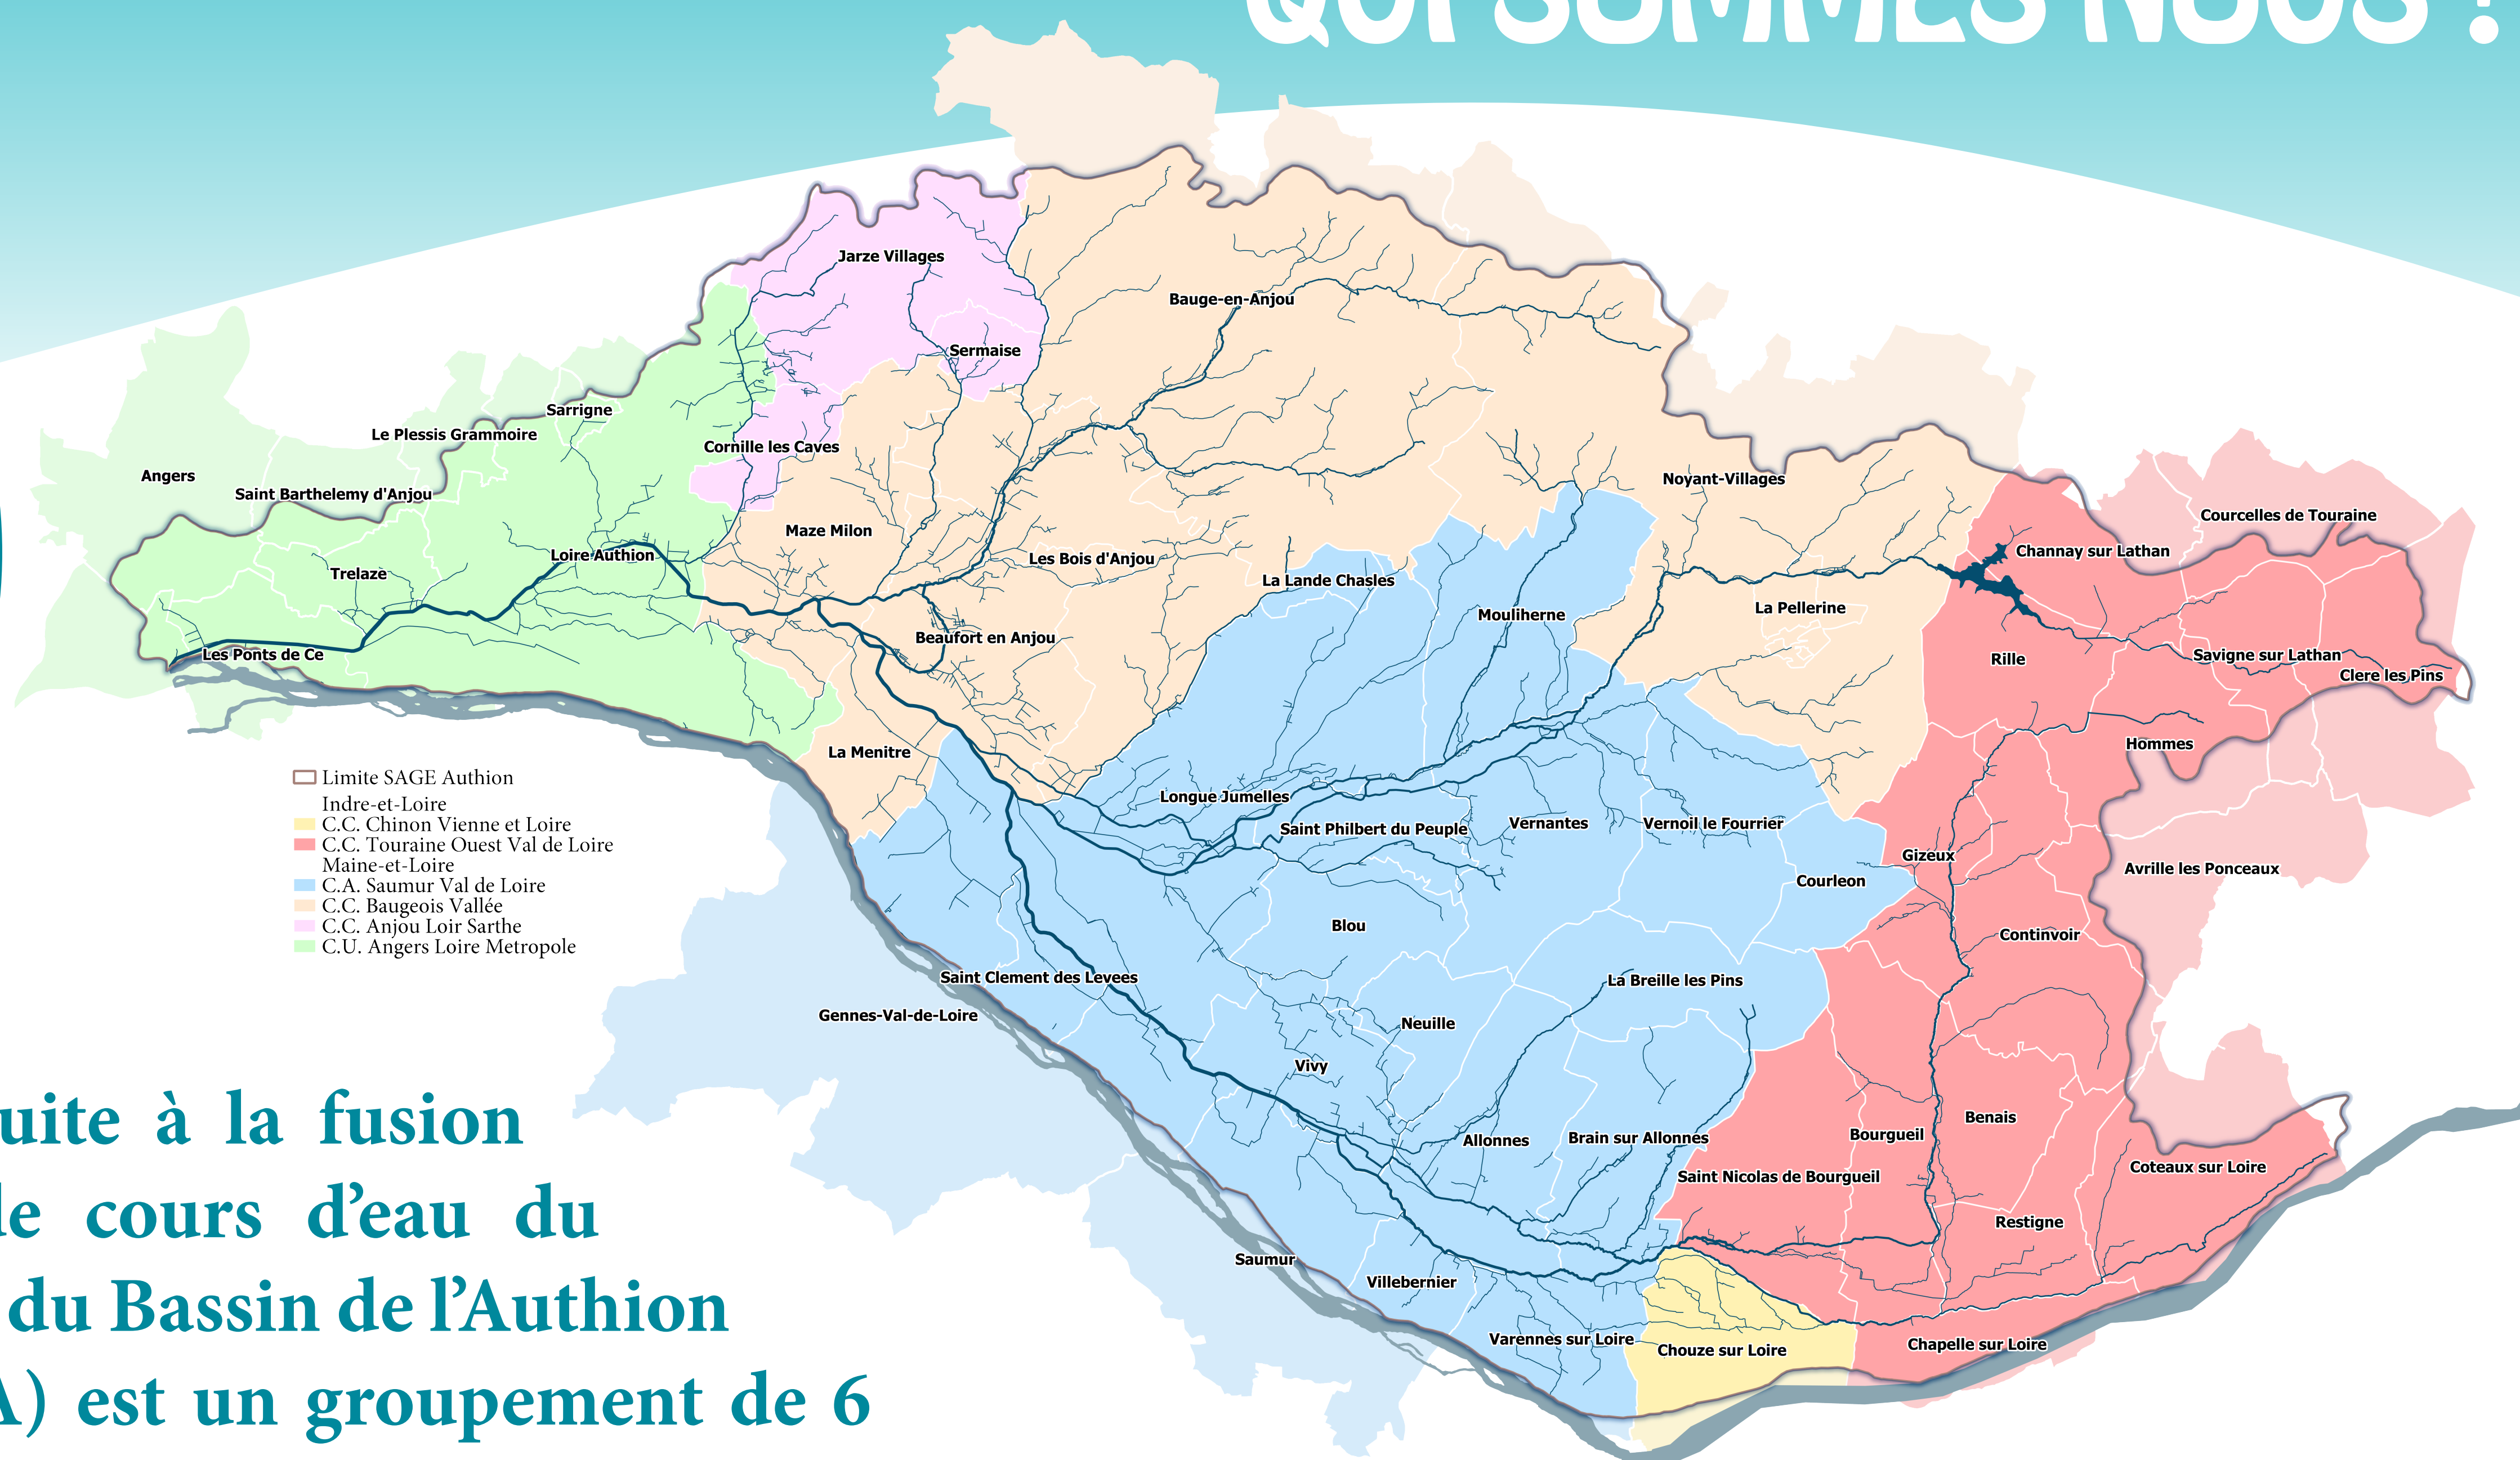 QUI SOMMES NOUS ?
Jarze Villages
Bauge-en-Anjou
Sermaise
Sarrigne
Le Plessis Grammoire
Cornille les Caves
Angers
Noyant-Villages
Saint Barthelemy d'Anjou
Courcelles de Touraine
Maze Milon
Loire Authion
Les Bois d'Anjou
Channay sur Lathan
Trelaze
La Lande Chasles
La Pellerine
Mouliherne
Beaufort en Anjou
Les Ponts de Ce
Rille
Savigne sur Lathan
Clere les Pins
La Menitre
Hommes
Longue Jumelles
Saint Philbert du Peuple
Vernantes
Vernoil le Fourrier
Gizeux
Avrille les Ponceaux
Courleon
Blou
Continvoir
Saint Clement des Levees
La Breille les Pins
Gennes-Val-de-Loire
Neuille
Vivy
Benais
Bourgueil
Allonnes
Brain sur Allonnes
Coteaux sur Loire
Saint Nicolas de Bourgueil
Restigne
Saumur
Villebernier
Varennes sur Loire
Chouze sur Loire
Chapelle sur Loire
Limite SAGE Authion
Indre-et-Loire
C.C. Chinon Vienne et Loire
C.C. Touraine Ouest Val de Loire
Maine-et-Loire
C.A. Saumur Val de Loire
C.C. Baugeois Vallée
C.C. Anjou Loir Sarthe
C.U. Angers Loire Metropole
uite à la fusion
le cours d'eau du
du Bassin de l'Authion
A) est un groupement de 6